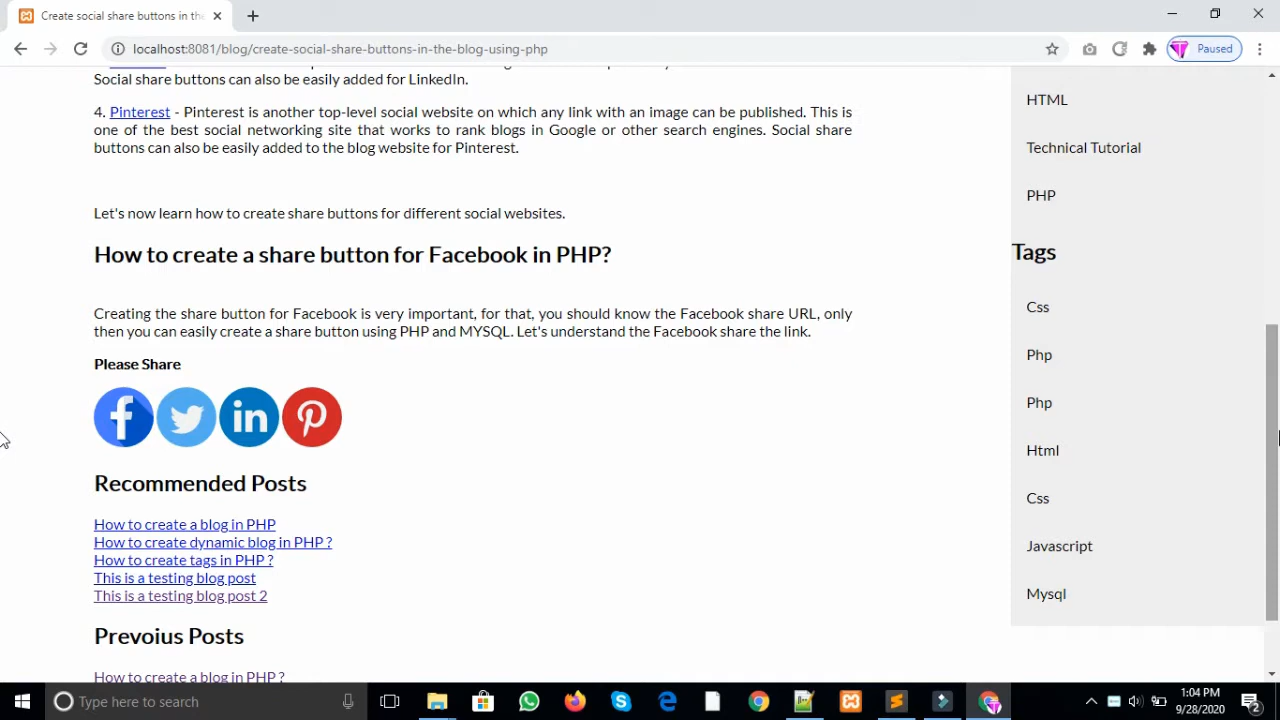 Create social share buttons in the
localhost:8081/blog/create-social-share-buttons-in-the-blog-using-php
Paused
Social share buttons can also be easily added for LinkedIn.
4. Pinterest - Pinterest is another top-level social website on which any link with an image can be published. This is
one of the best social networking site that works to rank blogs in Google or other search engines. Social share
buttons can also be easily added to the blog website for Pinterest.
Let's now learn how to create share buttons for different social websites.
How to create a share button for Facebook in PHP?
Creating the share button for Facebook is very important, for that, you should know the Facebook share URL, only
then you can easily create a share button using PHP and MYSQL. Let's understand the Facebook share the link.
Please Share
Recommended Posts
How to create a blog in PHP
How to create dynamic blog in PHP ?
How to create tags in PHP ?
This is a testing blog post
This is a testing blog post 2
Prevoius Posts
How to create a blog in PHP ?
HTML
Technical Tutorial
PHP
Tags
Css
Php
Php
Html
Css
Javascript
Mysql
Type here to search
1:04 PM
9/28/2020
2